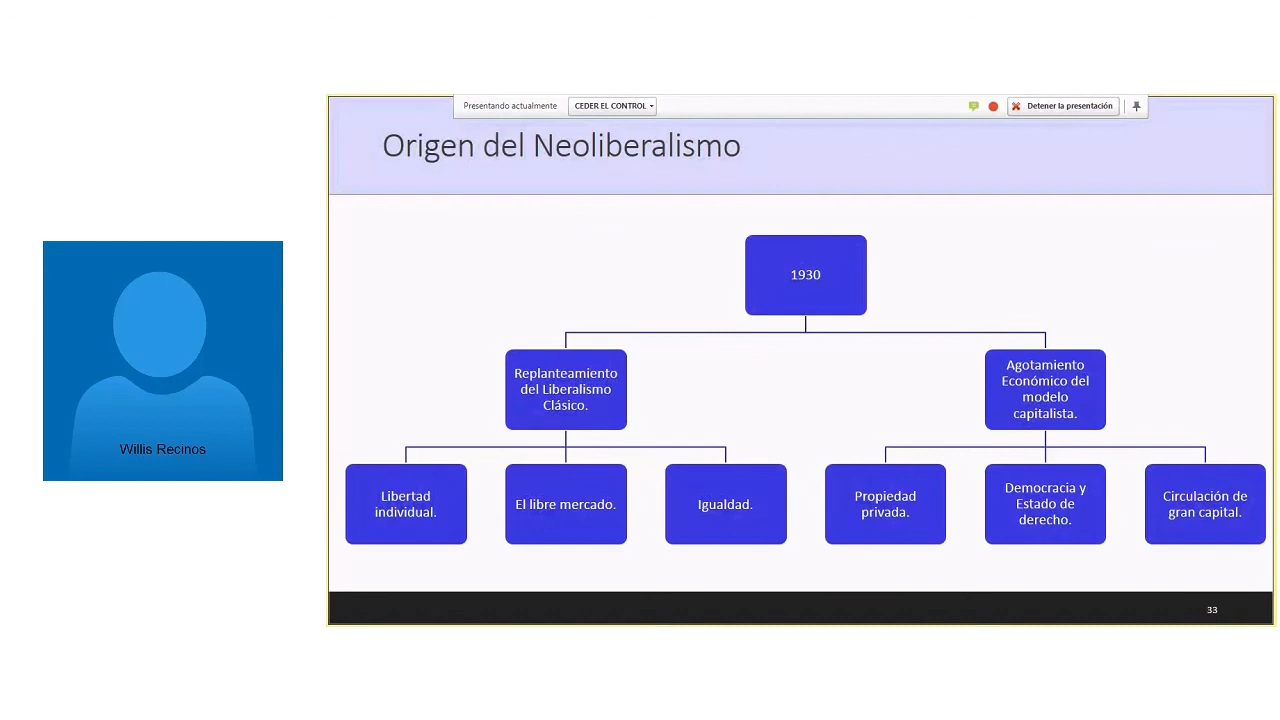 Presentando actualmente
CEDER EL CONTROL
Detener la presentación
Origen del Neoliberalismo
1930
Replanteamiento
del Liberalismo
Clásico.
Agotamiento
Económico del
modelo
capitalista.
Libertad
individual.
El libre mercado.
Igualdad.
Propiedad
privada.
Democracia y
Estado de
derecho.
Circulación de
gran capital.
Willis Recinos
33